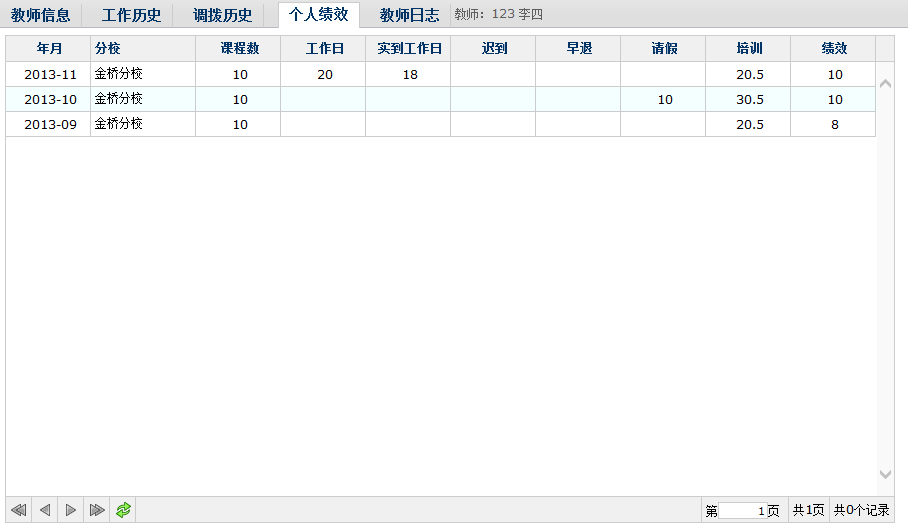 教师信息 工作历史 调拨历史 个人绩效 教师日志 教师：123 李四
年月 分校 课程数 工作日 实到工作日 迟到 早退 请假 培训 绩效
2013-11 金桥分校 10 20 18 20.5 10
2013-10 金桥分校 10 10 30.5 10
2013-09 金桥分校 10 20.5 8
第 1页 共1页 共0个记录